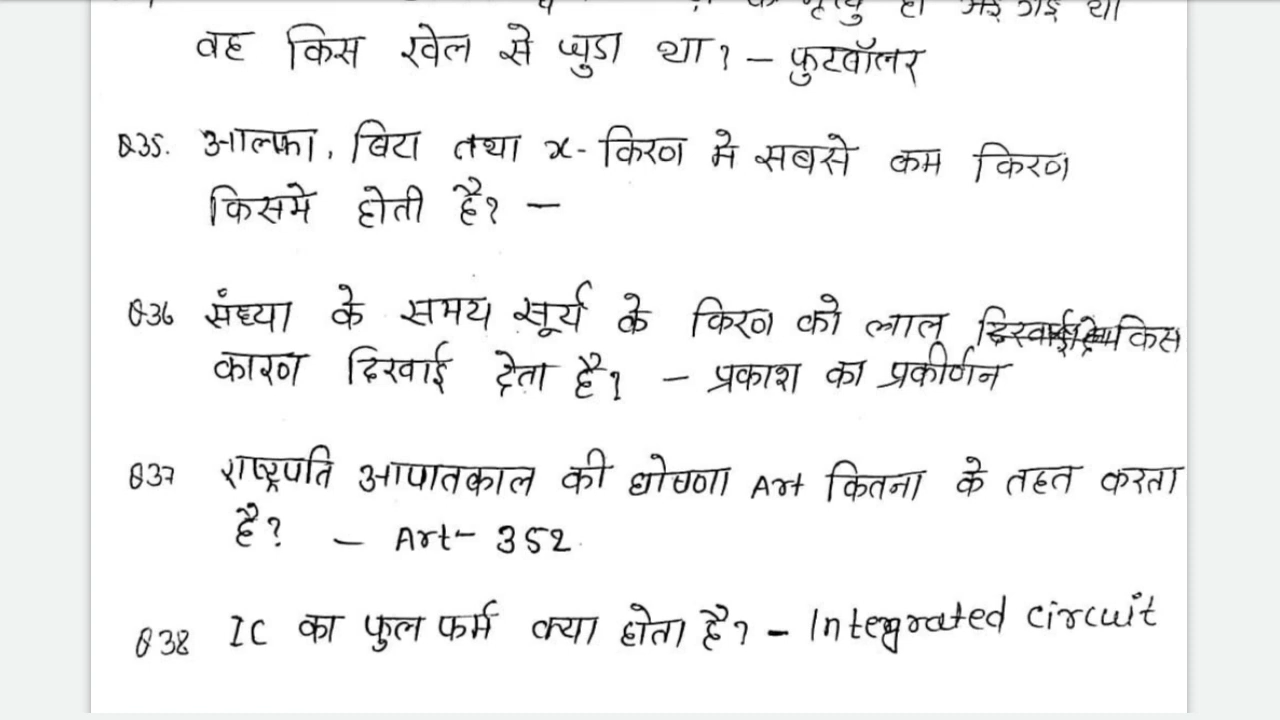 मृत्यु हो गई थी
वह किस खेल से जुडा था? – फुटबॉलर
Q35. आल्फा, बिटा तथा x- किरण मे सबसे कम किरण
किसमे होती है? –
Q36 संध्या के समय सूर्य के किरण को लाल किस
कारण दिखाई देता है? – प्रकाश का प्रकीर्णन
Q37 राष्ट्रपति आपातकाल की घोषणा Art कितना के तहत करता
है? – Art- 352
Q38 IC का फुल फर्म क्या होता है? – Integrated circuit